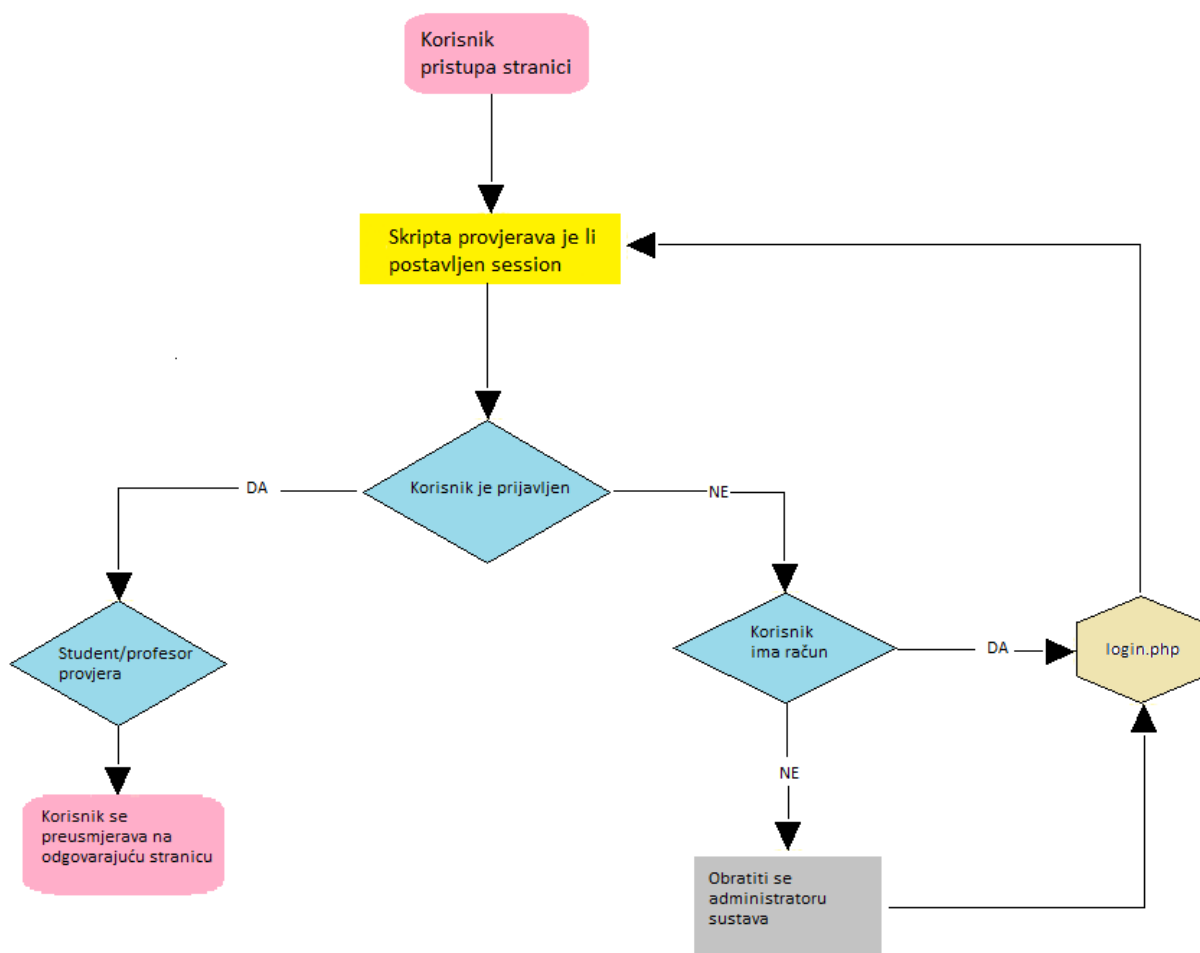 Korisnik
pristupa stranici
Skripta provjerava je li
postavljen session
Korisnik je prijavljen
DA
NE
Student/profesor
provjera
Korisnik
ima račun
DA
login.php
NE
Korisnik se
preusmjerava na
odgovarajuću stranicu
Obratiti se
administratoru
sustava